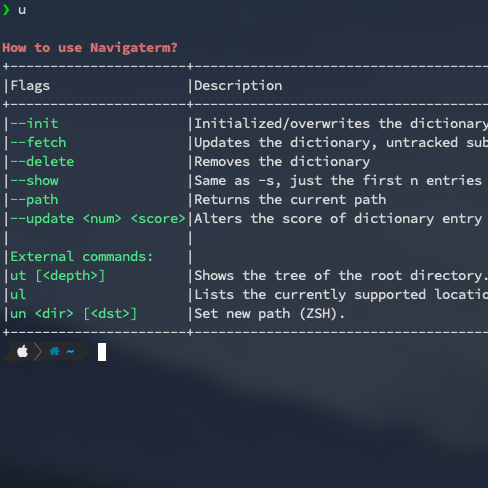 ❯ u
How to use Navigaterm?
+----------------------+------------------------------------
|Flags                 |Description
+----------------------+------------------------------------
|--init                |Initialized/overwrites the dictionary
|--fetch               |Updates the dictionary, untracked sub
|--delete              |Removes the dictionary
|--show                |Same as -s, just the first n entries
|--path                |Returns the current path
|--update <num> <score>|Alters the score of dictionary entry
|                      |
|External commands:    |
|ut [<depth>]          |Shows the tree of the root directory.
|ul                    |Lists the currently supported locatio
|un <dir> [<dst>]      |Set new path (ZSH).
+----------------------+------------------------------------
~